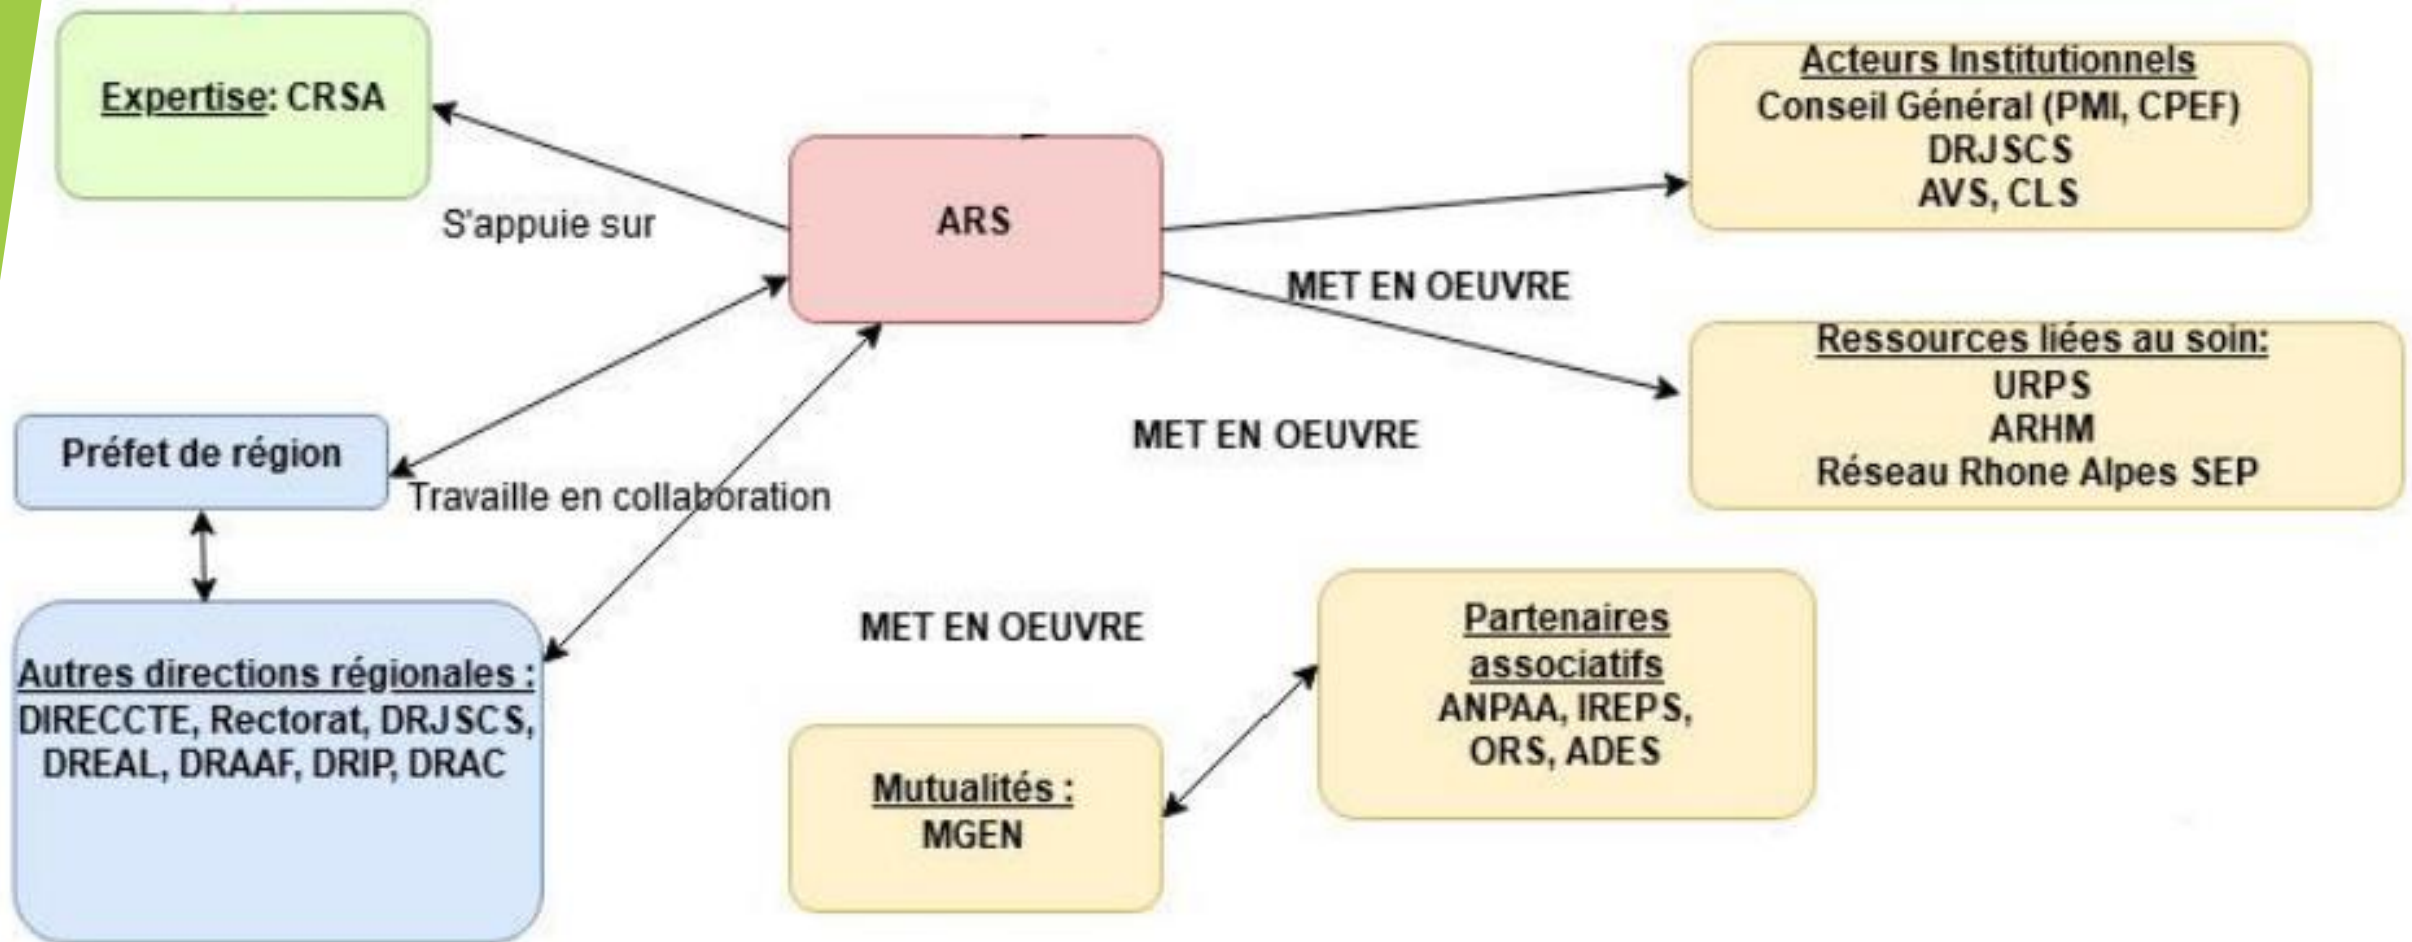 Expertise: CRSA
S'appuie sur
ARS
Acteurs Institutionnels
Conseil Général (PMI, CPEF)
DRJSCS
AVS, CLS
MET EN OEUVRE
Ressources liées au soin:
URPS
ARHM
Réseau Rhone Alpes SEP
MET EN OEUVRE
Préfet de région
Travaille en collaboration
Autres directions régionales :
DIRECCTE, Rectorat, DRJSCS,
DREAL, DRAAF, DRIP, DRAC
MET EN OEUVRE
Partenaires
associatifs
ANPAA, IREPS,
ORS, ADES
Mutualités :
MGEN